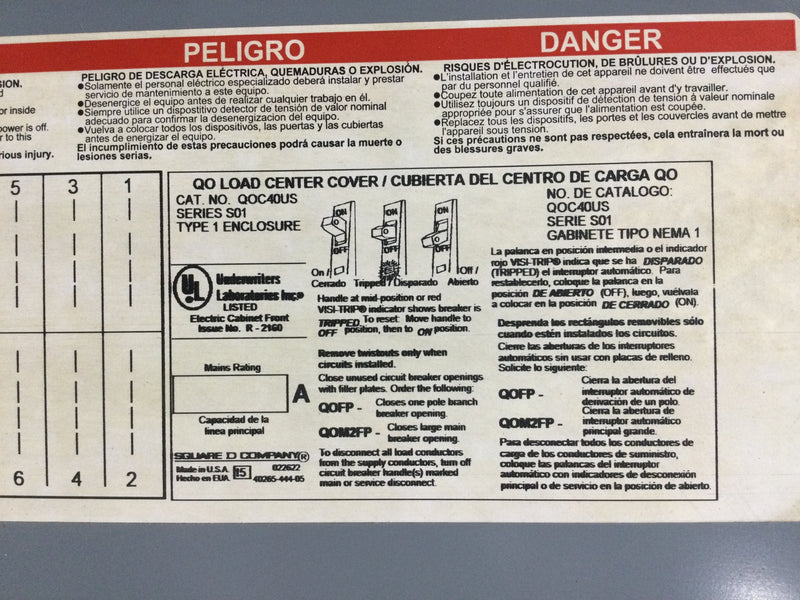 PELIGRO
DANGER
SION.
or inside
power is off.
r to this
rious injury.
PELIGRO DE DESCARGA ELÉCTRICA, QUEMADURAS O EXPLOSIÓN.
●Solamente el personal eléctrico especializado deberá instalar y prestar
servicio de mantenimiento a este equipo.
●Desenergice el equipo antes de realizar cualquier trabajo en él.
●Siempre utilice un dispositivo detector de tensión de valor nominal
adecuado para confirmar la desenergización del equipo.
●Vuelva a colocar todos los dispositivos, las puertas y las cubiertas
antes de energizar el equipo.
El incumplimiento de estas precauciones podrá causar la muerte o
lesiones serias.
RISQUES D'ÉLECTROCUTION, DE BRÛLURES OU D'EXPLOSION.
●L'installation et l'entretien de cet appareil ne doivent être effectués que
par du personnel qualifié.
●Coupez toute alimentation de cet appareil avant d'y travailler.
●Utilisez toujours un dispositif de détection de tension à valeur nominale
appropriée pour s'assurer que l'alimentation est coupée.
●Replacez tous les dispositifs, les portes et les couvercles avant de mettre
l'appareil sous tension.
Si ces précautions ne sont pas respectées, cela entraînera la mort ou
des blessures graves.
5 3 1
6 4 2
QO LOAD CENTER COVER / CUBIERTA DEL CENTRO DE CARGA QO
CAT. NO. QOC40US
SERIES S01
TYPE 1 ENCLOSURE
ON
OFF
ON
OFF
ON
OFF
On /
Cerrado
Tripped /
Disparado
Off /
Abierto
NO. DE CATALOGO:
QOC40US
SERIE S01
GABINETE TIPO NEMA 1
UL
Underwriters
Laboratories Inc®
LISTED
Electric Cabinet Front
Issue No. R - 2160
Mains Rating
A
Capacidad de la
línea principal
SQUARE D COMPANY®
Made in U.S.A.
Hecho en EUA.
85
022622
40265-444-05
Handle at mid-position or red
VISI-TRIP® indicator shows breaker is
TRIPPED. To reset: Move handle to
OFF position, then to ON position.
Remove twistouts only when
circuits installed.
Close unused circuit breaker openings
with filler plates. Order the following:
QOFP - Closes one pole branch
breaker opening.
QOM2FP - Closes large main
breaker opening.
To disconnect all load conductors
from the supply conductors, turn off
circuit breaker handle(s) marked
main or service disconnect.
La palanca en posición intermedia o el indicador
rojo VISI-TRIP® indica que se ha DISPARADO
(TRIPPED) el interruptor automático. Para
restablecerlo, coloque la palanca en la
posición DE ABIERTO (OFF), luego, vuélvala
a colocar en la posición DE CERRADO (ON).
Desprenda los rectángulos removibles sólo
cuando estén instalados los circuitos.
Cierre las aberturas de los interruptores
automáticos sin usar con placas de relleno.
Solicite lo siguiente:
QOFP - Cierra la abertura del
interruptor automático de
derivación de un polo.
QOM2FP - Cierra la abertura de
interruptor automático
principal grande.
Para desconectar todos los conductores de
carga de los conductores de suministro,
coloque las palancas del interruptor
automático con indicadores de desconexión
principal o de servicio en la posición de abierto.